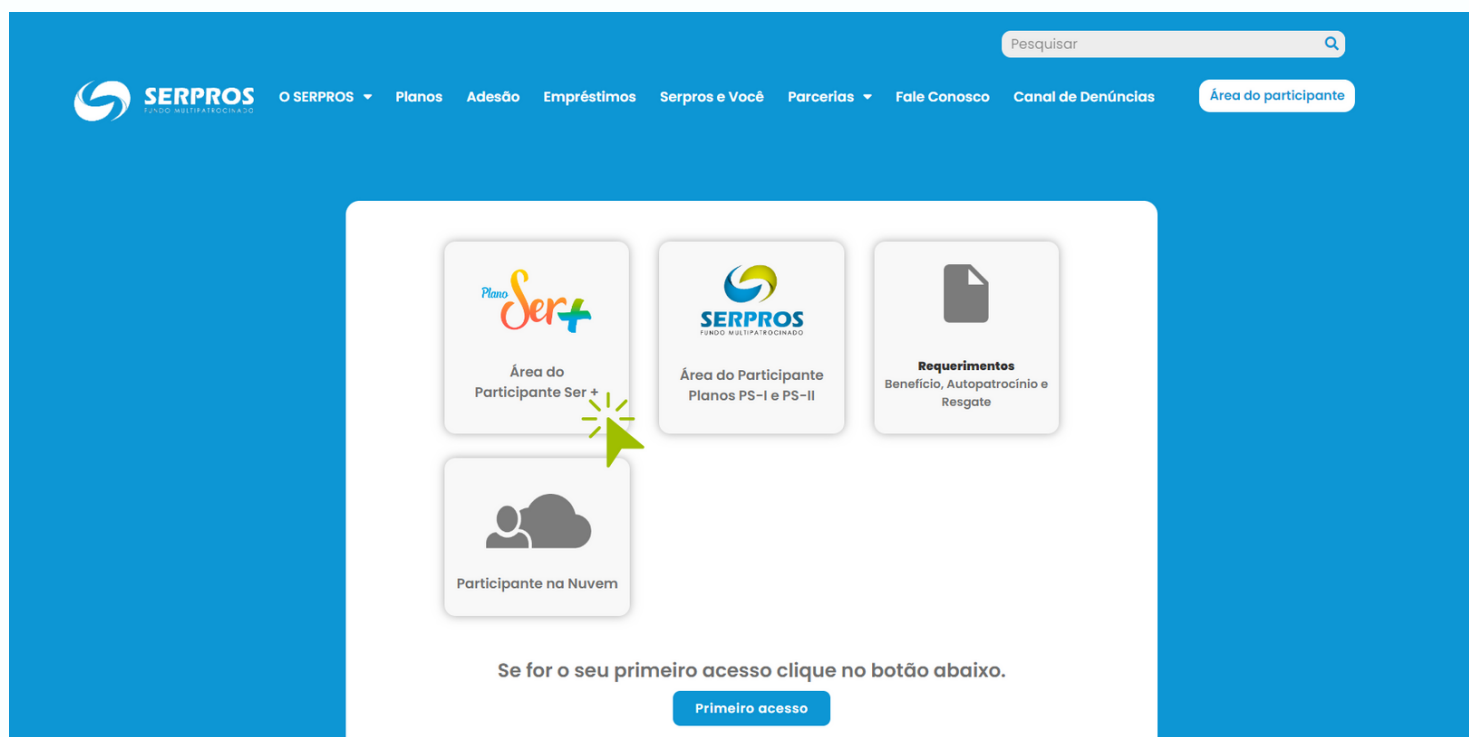 Pesquisar
SERPROS
FUNDO MULTIPATROCINADO
O SERPROS Planos Adesão Empréstimos Serpros e Você Parcerias Fale Conosco Canal de Denúncias Área do participante
Plano Ser+
Área do
Participante Ser +
SERPROS
FUNDO MULTIPATROCINADO
Área do Participante
Planos PS-I e PS-II
Requerimentos
Benefício, Autopatrocínio e
Resgate
Participante na Nuvem
Se for o seu primeiro acesso clique no botão abaixo.
Primeiro acesso